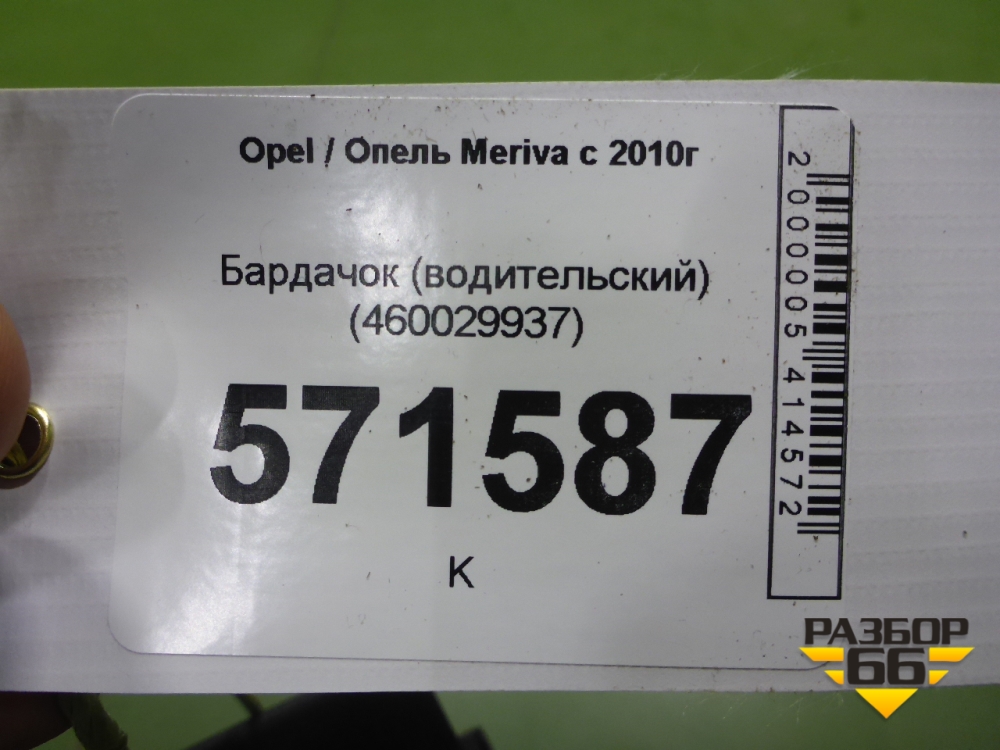 Opel / Опель Meriva с 2010г
Бардачок (водительский)
(460029937)
571587
К
2000005414572
РАЗБОР
66